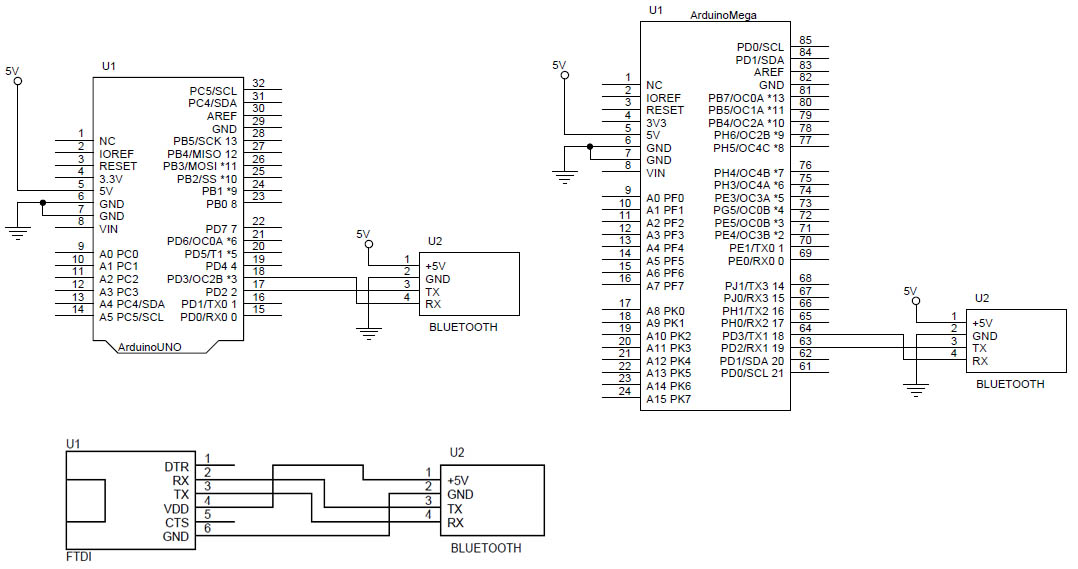 U1
ArduinoUNO
5V
1 NC
2 IOREF
3 RESET
4 3.3V
5 5V
6 GND
7 GND
8 VIN
9 A0 PC0
10 A1 PC1
11 A2 PC2
12 A3 PC3
13 A4 PC4/SDA
14 A5 PC5/SCL
PC5/SCL 32
PC4/SDA 31
AREF 30
GND 29
PB5/SCK 13 28
PB4/MISO 12 27
PB3/MOSI *11 26
PB2/SS *10 25
PB1 *9 24
PB0 8 23
PD7 7 22
PD6/OC0A *6 21
PD5/T1 *5 20
PD4 4 19
PD3/OC2B *3 18
PD2 2 17
PD1/TX0 1 16
PD0/RX0 0 15
5V
U2
1 +5V
2 GND
3 TX
4 RX
BLUETOOTH
U1
ArduinoMega
5V
1 NC
2 IOREF
3 RESET
4 3V3
5 5V
6 GND
7 GND
8 VIN
9 A0 PF0
10 A1 PF1
11 A2 PF2
12 A3 PF3
13 A4 PF4
14 A5 PF5
15 A6 PF6
16 A7 PF7
17 A8 PK0
18 A9 PK1
19 A10 PK2
20 A11 PK3
21 A12 PK4
22 A13 PK5
23 A14 PK6
24 A15 PK7
PD0/SCL 85
PD1/SDA 84
AREF 83
GND 82
PB7/OC0A *13 81
PB5/OC1A *11 80
PB4/OC2A *10 79
PH6/OC2B *9 78
PH5/OC4C *8 77
PH4/OC4B *7 76
PH3/OC4A *6 75
PE3/OC3A *5 74
PG5/OC0B *4 73
PE5/OC0B *3 72
PE4/OC3B *2 71
PE1/TX0 1 70
PE0/RX0 0 69
PJ1/TX3 14 68
PJ0/RX3 15 67
PH1/TX2 16 66
PH0/RX2 17 65
PD3/TX1 18 64
PD2/RX1 19 63
PD1/SDA 20 62
PD0/SCL 21 61
5V
U2
1 +5V
2 GND
3 TX
4 RX
BLUETOOTH
U1
DTR 1
RX 2
TX 3
VDD 4
CTS 5
GND 6
FTDI
U2
1 +5V
2 GND
3 TX
4 RX
BLUETOOTH